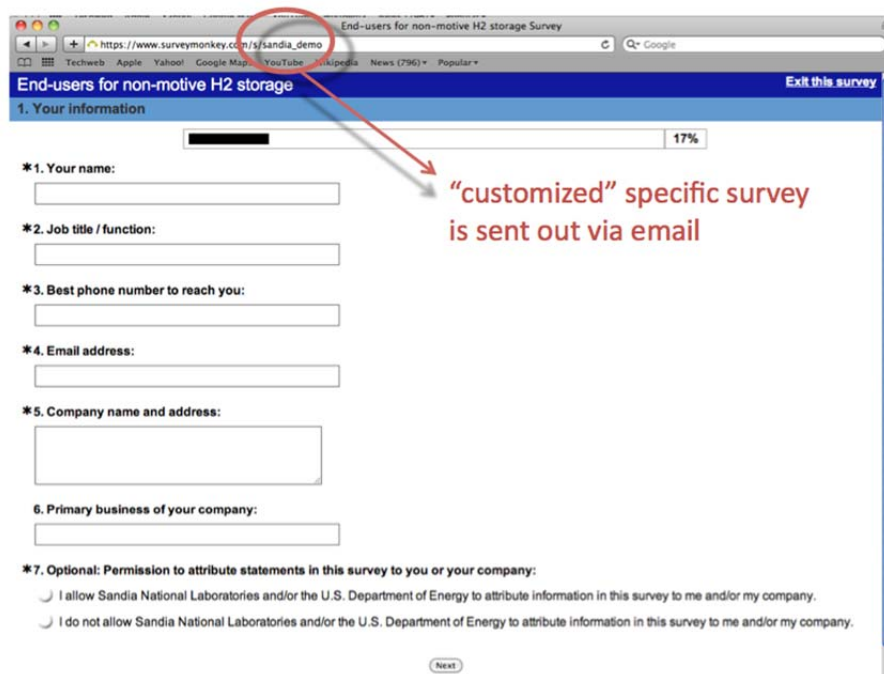 End-users for non-motive H2 storage Survey
https://www.surveymonkey.com/s/sandia_demo
Google
Techweb Apple Yahoo! Google Maps YouTube Wikipedia News (796) Popular
End-users for non-motive H2 storage
Exit this survey
1. Your information
17%
*1. Your name:
"customized" specific survey
is sent out via email
*2. Job title / function:
*3. Best phone number to reach you:
*4. Email address:
*5. Company name and address:
6. Primary business of your company:
*7. Optional: Permission to attribute statements in this survey to you or your company:
I allow Sandia National Laboratories and/or the U.S. Department of Energy to attribute information in this survey to me and/or my company.
I do not allow Sandia National Laboratories and/or the U.S. Department of Energy to attribute information in this survey to me and/or my company.
Next